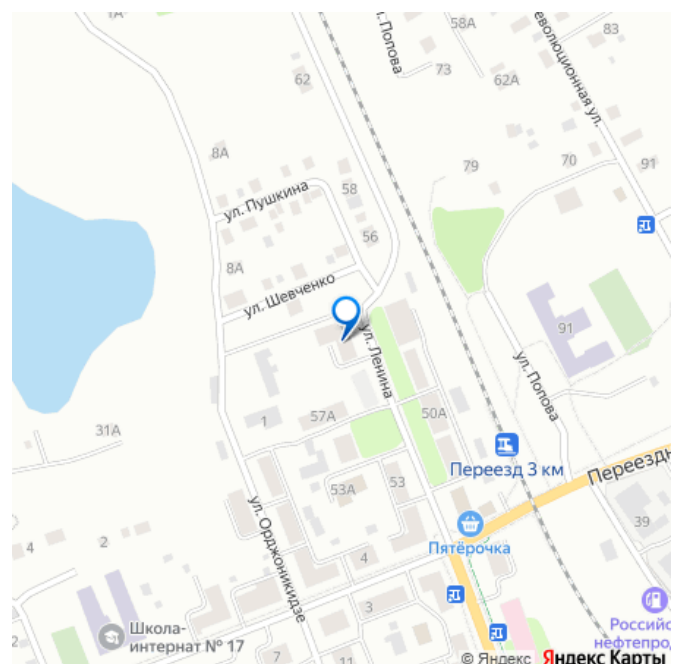 1А
58А
83
ул. Попова
73
62А
62
революционная ул.
8А
79
70
91
58
ул. Пушкина
56
8А
ул. Шевченко
91
ул. Ленина
ул. Попова
57А
50А
1
31А
Переезд 3 км
Переездн
53А
53
ул. Орджоникидзе
39
4
2
Пятёрочка
4
3
Школа-
интернат № 17
Российс
нефтепрод
7
11
© Яндекс Яндекс Карты